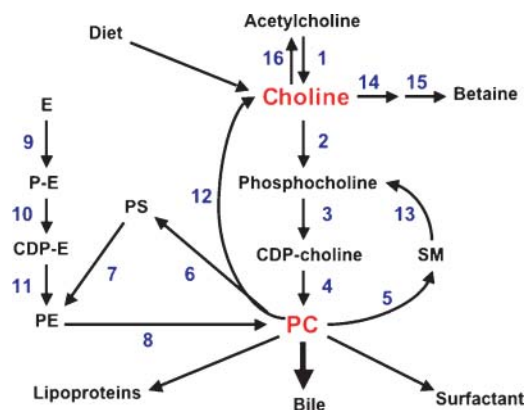 Acetylcholine
Diet
16 1
Choline 14 15 Betaine
E
9 2
12
P-E Phosphocholine
10 PS 3 13
CDP-E CDP-choline SM
11 7 6 4 5
PE PC
8
Lipoproteins Surfactant
Bile